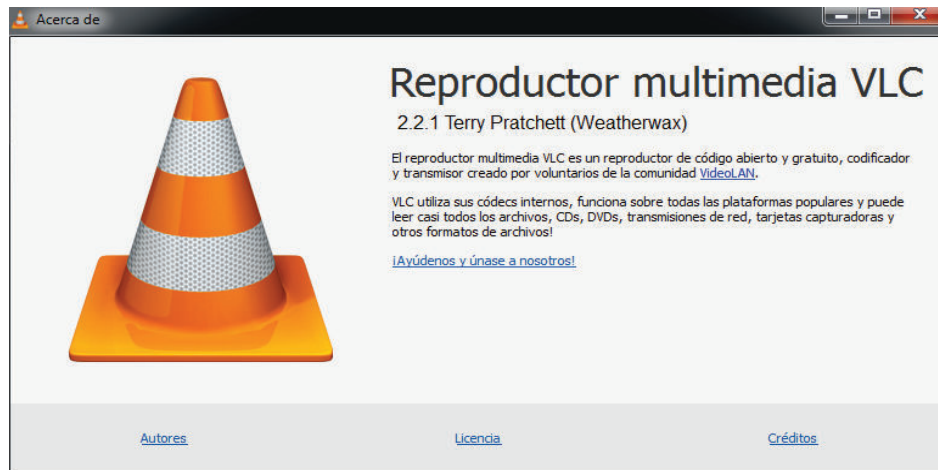 Acerca de
Reproductor multimedia VLC
2.2.1 Terry Pratchett (Weatherwax)
El reproductor multimedia VLC es un reproductor de código abierto y gratuito, codificador
y transmisor creado por voluntarios de la comunidad VideoLAN.
VLC utiliza sus códecs internos, funciona sobre todas las plataformas populares y puede
leer casi todos los archivos, CDs, DVDs, transmisiones de red, tarjetas capturadoras y
otros formatos de archivos!
¡Ayúdenos y únase a nosotros!
Autores
Licencia
Créditos